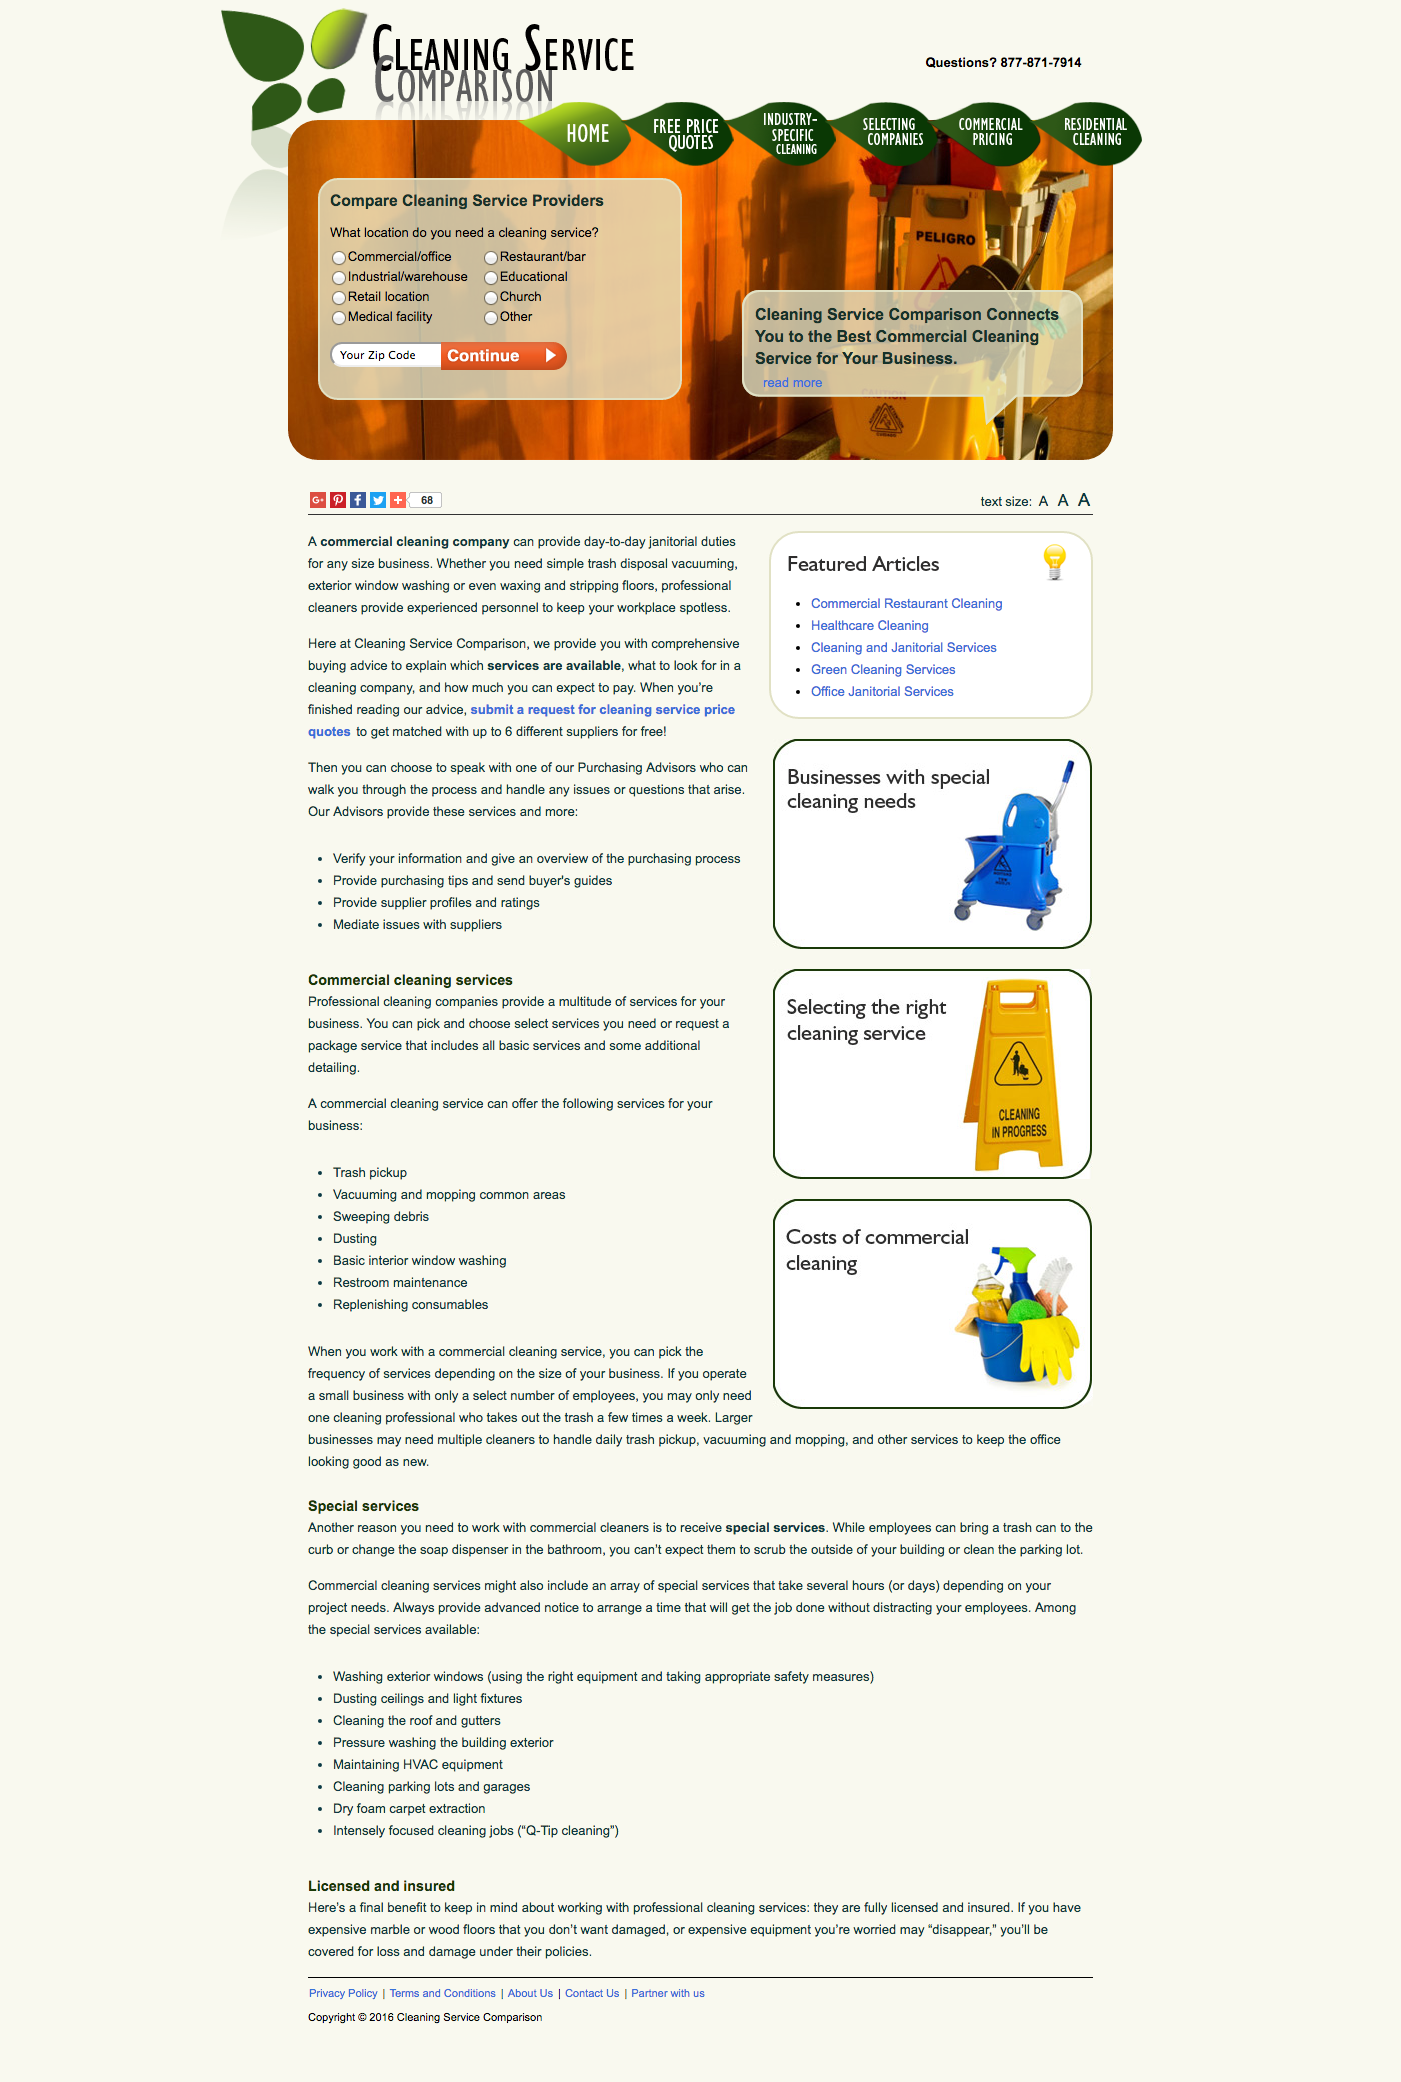 CLEANING SERVICE
COMPARISON
Questions? 877-871-7914
HOME
FREE PRICE
QUOTES
INDUSTRY-
SPECIFIC
CLEANING
SELECTING
COMPANIES
COMMERCIAL
PRICING
RESIDENTIAL
CLEANING
Compare Cleaning Service Providers
What location do you need a cleaning service?
Commercial/office Restaurant/bar
Industrial/warehouse Educational
Retail location Church
Medical facility Other
Your Zip Code Continue
PELIGRO
Cleaning Service Comparison Connects
You to the Best Commercial Cleaning
Service for Your Business.
read more
CAUTION
68
text size: A A A
A commercial cleaning company can provide day-to-day janitorial duties
for any size business. Whether you need simple trash disposal vacuuming,
exterior window washing or even waxing and stripping floors, professional
cleaners provide experienced personnel to keep your workplace spotless.
Here at Cleaning Service Comparison, we provide you with comprehensive
buying advice to explain which services are available, what to look for in a
cleaning company, and how much you can expect to pay. When you’re
finished reading our advice, submit a request for cleaning service price
quotes to get matched with up to 6 different suppliers for free!
Then you can choose to speak with one of our Purchasing Advisors who can
walk you through the process and handle any issues or questions that arise.
Our Advisors provide these services and more:
• Verify your information and give an overview of the purchasing process
• Provide purchasing tips and send buyer's guides
• Provide supplier profiles and ratings
• Mediate issues with suppliers
Commercial cleaning services
Professional cleaning companies provide a multitude of services for your
business. You can pick and choose select services you need or request a
package service that includes all basic services and some additional
detailing.
A commercial cleaning service can offer the following services for your
business:
• Trash pickup
• Vacuuming and mopping common areas
• Sweeping debris
• Dusting
• Basic interior window washing
• Restroom maintenance
• Replenishing consumables
When you work with a commercial cleaning service, you can pick the
frequency of services depending on the size of your business. If you operate
a small business with only a select number of employees, you may only need
one cleaning professional who takes out the trash a few times a week. Larger
businesses may need multiple cleaners to handle daily trash pickup, vacuuming and mopping, and other services to keep the office
looking good as new.
Featured Articles
• Commercial Restaurant Cleaning
• Healthcare Cleaning
• Cleaning and Janitorial Services
• Green Cleaning Services
• Office Janitorial Services
Businesses with special
cleaning needs
Selecting the right
cleaning service
CLEANING
IN PROGRESS
Costs of commercial
cleaning
Special services
Another reason you need to work with commercial cleaners is to receive special services. While employees can bring a trash can to the
curb or change the soap dispenser in the bathroom, you can’t expect them to scrub the outside of your building or clean the parking lot.
Commercial cleaning services might also include an array of special services that take several hours (or days) depending on your
project needs. Always provide advanced notice to arrange a time that will get the job done without distracting your employees. Among
the special services available:
• Washing exterior windows (using the right equipment and taking appropriate safety measures)
• Dusting ceilings and light fixtures
• Cleaning the roof and gutters
• Pressure washing the building exterior
• Maintaining HVAC equipment
• Cleaning parking lots and garages
• Dry foam carpet extraction
• Intensely focused cleaning jobs (“Q-Tip cleaning”)
Licensed and insured
Here’s a final benefit to keep in mind about working with professional cleaning services: they are fully licensed and insured. If you have
expensive marble or wood floors that you don’t want damaged, or expensive equipment you’re worried may “disappear,” you’ll be
covered for loss and damage under their policies.
Privacy Policy | Terms and Conditions | About Us | Contact Us | Partner with us
Copyright © 2016 Cleaning Service Comparison